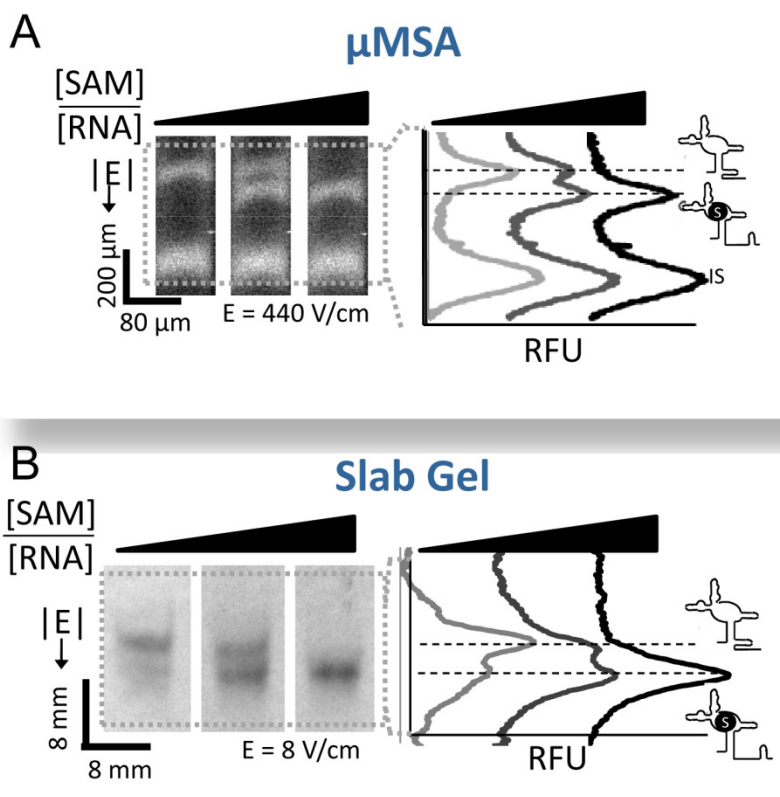 A
µMSA
[SAM]
[RNA]
|E|
200 µm
80 µm
E = 440 V/cm
S
IS
RFU
B
Slab Gel
[SAM]
[RNA]
|E|
8 mm
8 mm
E = 8 V/cm
S
RFU